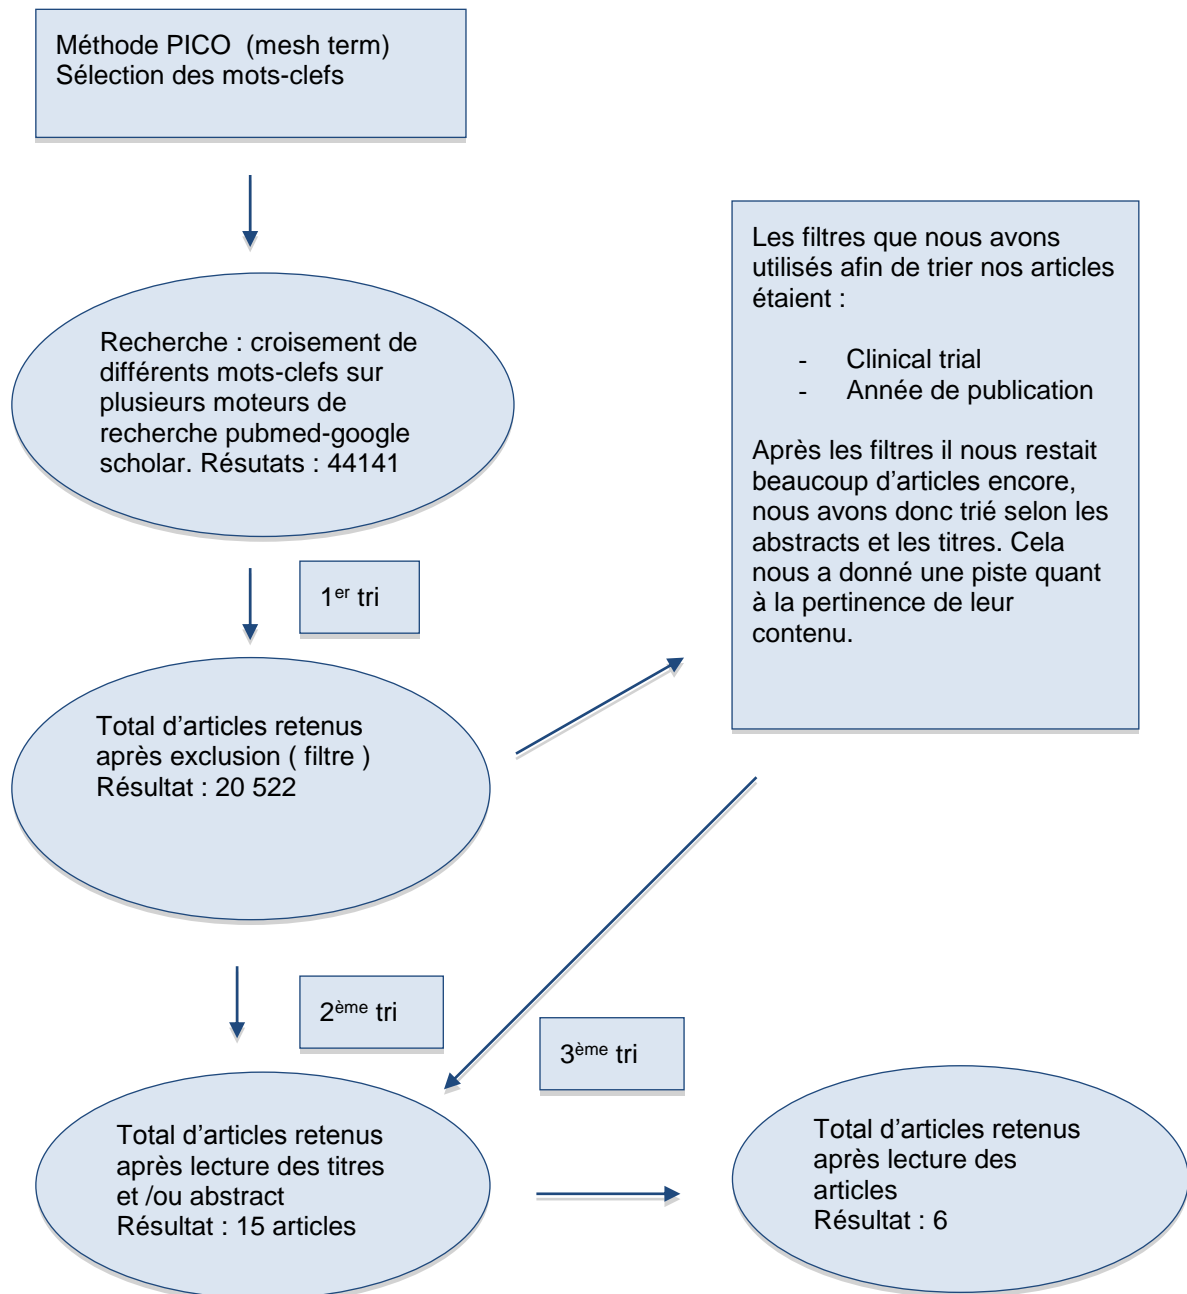 Méthode PICO  (mesh term)
Sélection des mots-clefs
Recherche : croisement de
différents mots-clefs sur
plusieurs moteurs de
recherche pubmed-google
scholar. Résutats : 44141
1er tri
Total d’articles retenus
après exclusion ( filtre )
Résultat : 20 522
Les filtres que nous avons
utilisés afin de trier nos articles
étaient :
- Clinical trial
- Année de publication
Après les filtres il nous restait
beaucoup d’articles encore,
nous avons donc trié selon les
abstracts et les titres. Cela
nous a donné une piste quant
à la pertinence de leur
contenu.
2ème tri
Total d’articles retenus
après lecture des titres
et /ou abstract
Résultat : 15 articles
3ème tri
Total d’articles retenus
après lecture des
articles
Résultat : 6